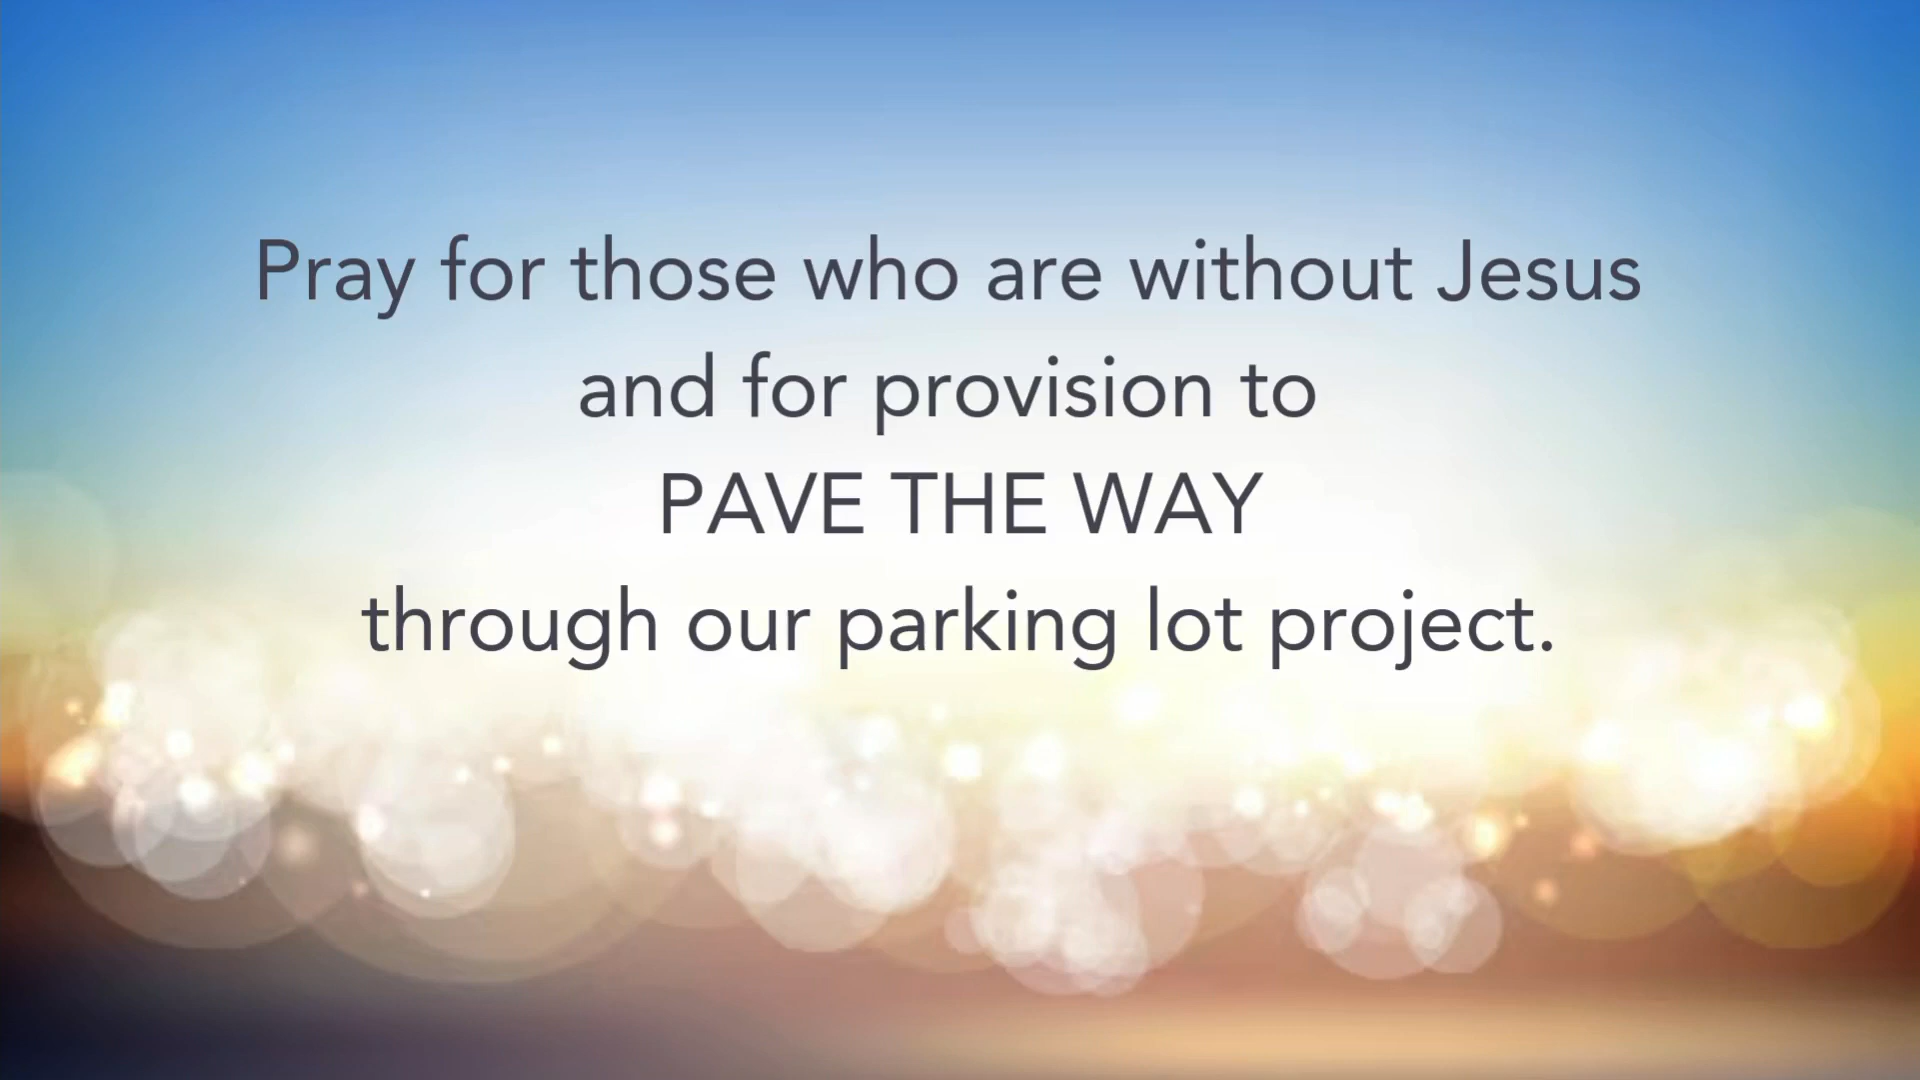 Pray for those who are without Jesus
and for provision to
PAVE THE WAY
through our parking lot project.